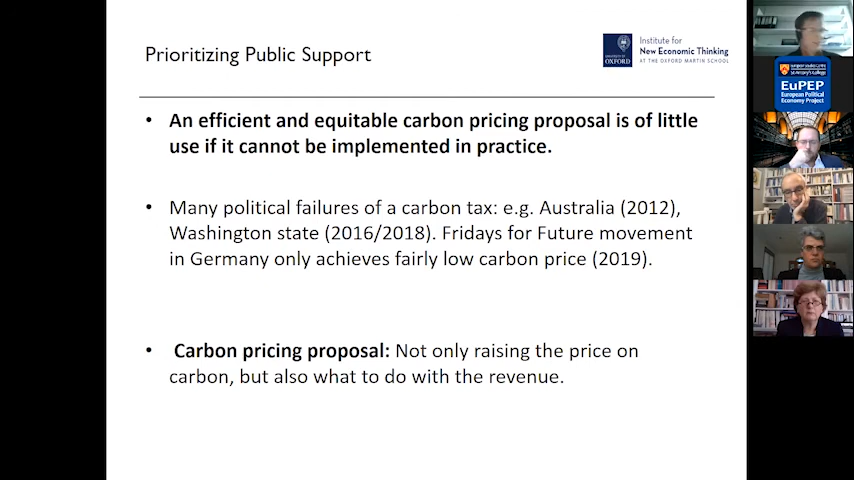 Prioritizing Public Support
UNIVERSITY OF
OXFORD
Institute for
New Economic Thinking
AT THE OXFORD MARTIN SCHOOL
• An efficient and equitable carbon pricing proposal is of little
use if it cannot be implemented in practice.
• Many political failures of a carbon tax: e.g. Australia (2012),
Washington state (2016/2018). Fridays for Future movement
in Germany only achieves fairly low carbon price (2019).
• Carbon pricing proposal: Not only raising the price on
carbon, but also what to do with the revenue.
EuPEP
European Political
Economy Project